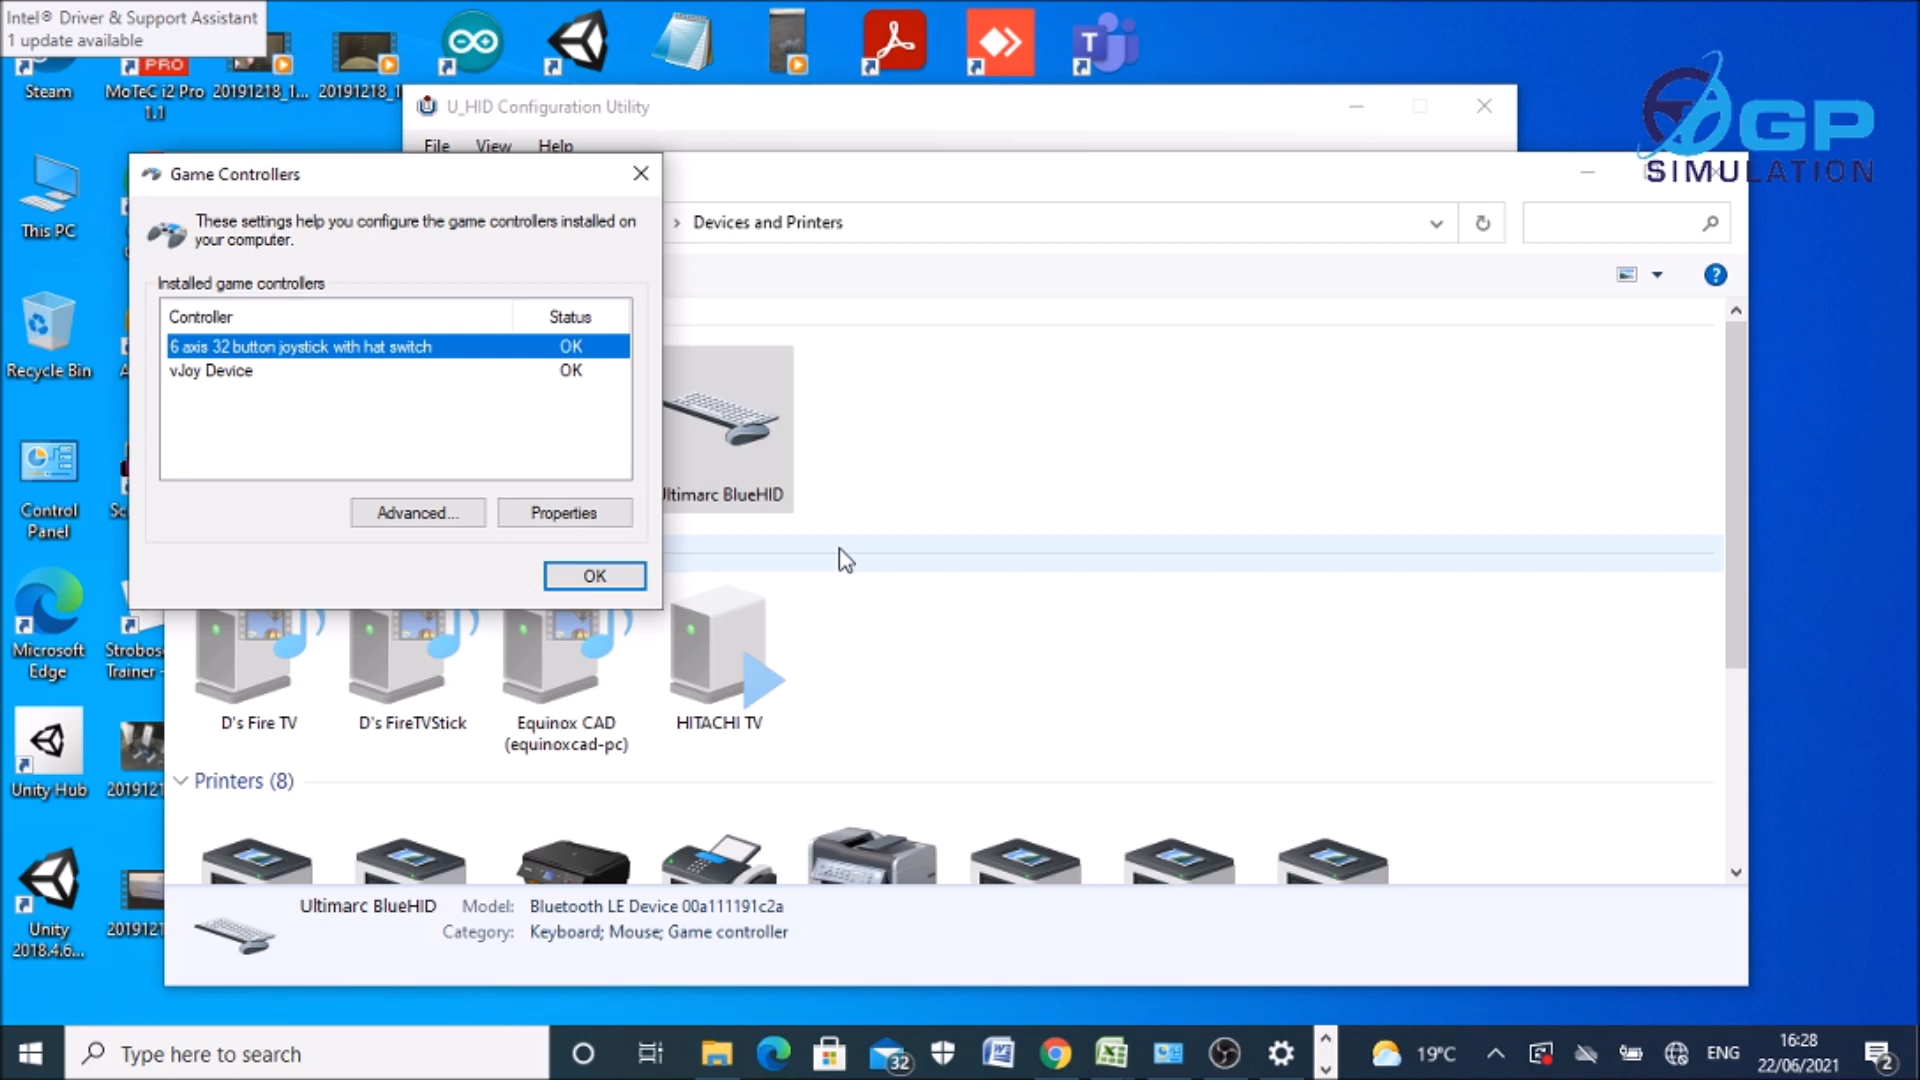 Intel® Driver & Support Assistant
1 update available
Steam
PRO
MoTeC i2 Pro
1.1
20191218_1...
20191218_1
T
U_HID Configuration Utility
File View Help
GP
SIMULATION
Game Controllers
These settings help you configure the game controllers installed on
your computer.
Installed game controllers
Controller Status
6 axis 32 button joystick with hat switch OK
vJoy Device OK
Advanced...
Properties
OK
Devices and Printers
This PC
Recycle Bin
Control
Panel
Microsoft
Edge
Strobos
Trainer -
Unity Hub
2019121
Unity
2018.4.6...
2019121
ltimarc BlueHID
D's Fire TV
D's FireTVStick
Equinox CAD
(equinoxcad-pc)
HITACHI TV
Printers (8)
Ultimarc BlueHID
Model: Bluetooth LE Device 00a111191c2a
Category: Keyboard; Mouse; Game controller
Type here to search
32
19°C
ENG
16:28
22/06/2021
2